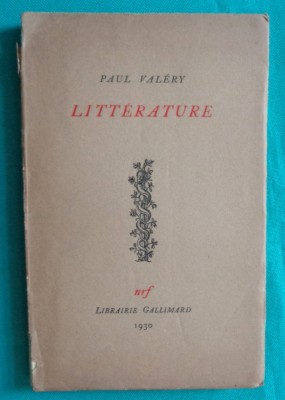 PAUL VALÉRY
LITTÉRATURE
nrf
LIBRAIRIE GALLIMARD
1930